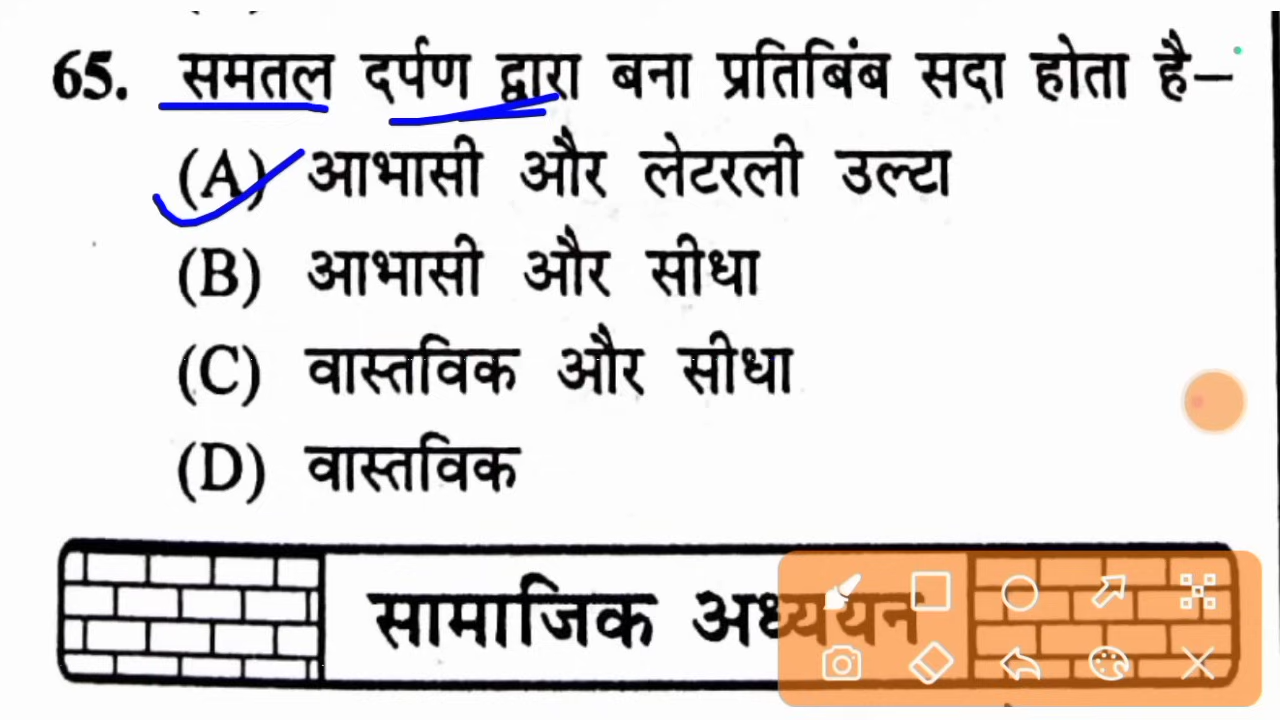 65. समतल दर्पण द्वारा बना प्रतिबिंब सदा होता है–
(A) आभासी और लेटरली उल्टा
(B) आभासी और सीधा
(C) वास्तविक और सीधा
(D) वास्तविक
सामाजिक अध्ययन